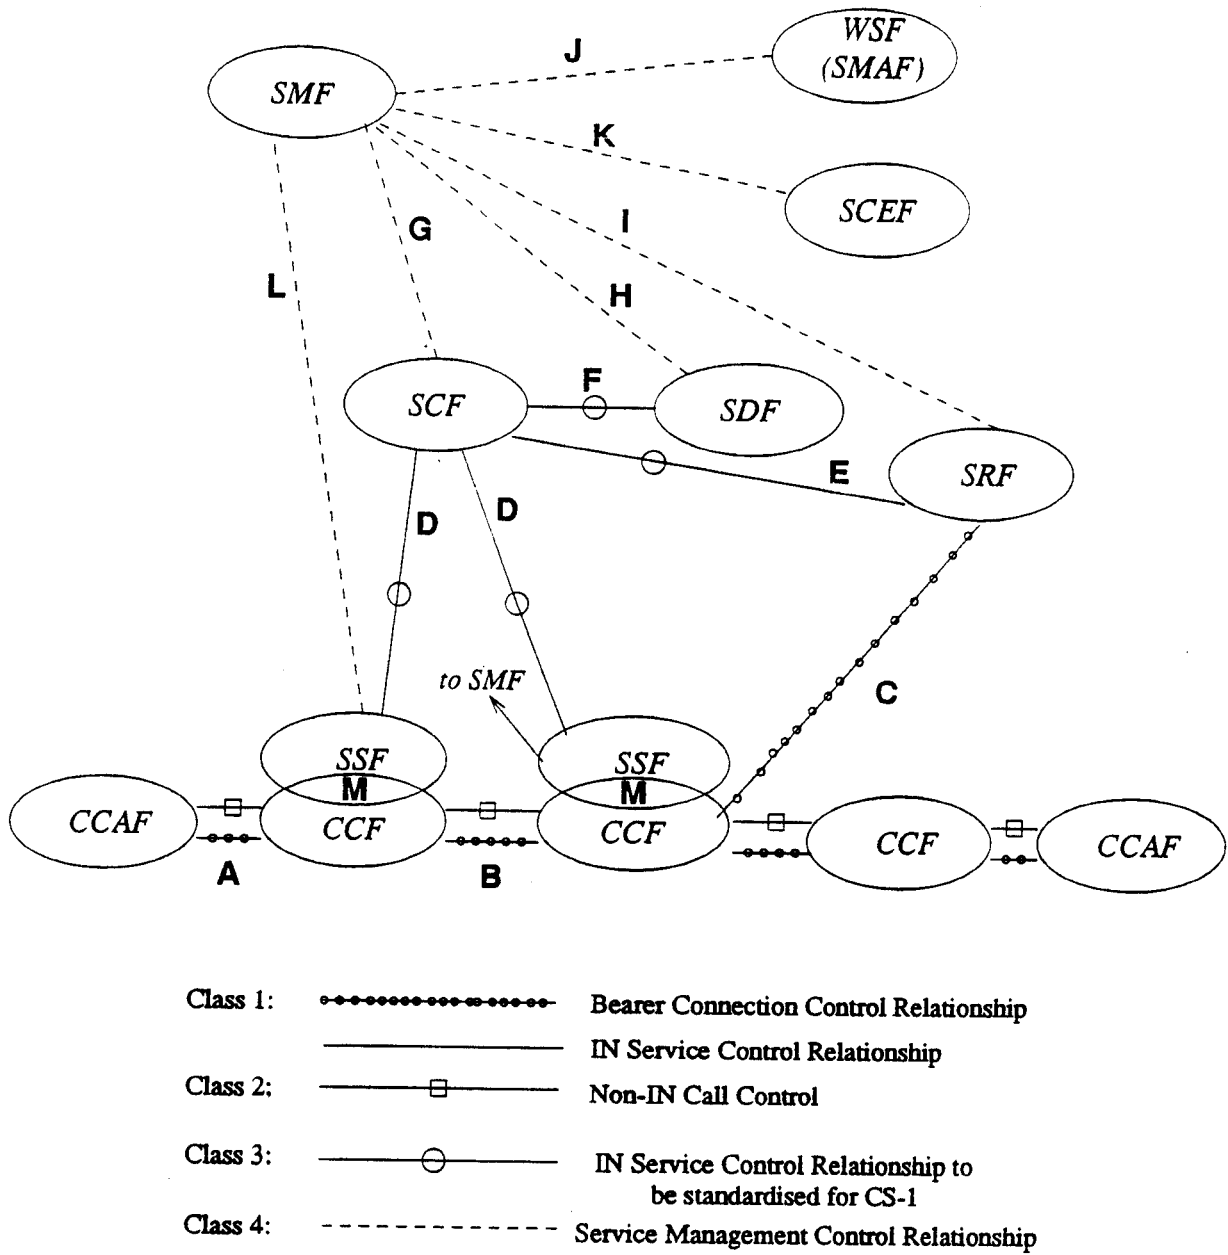 WSF
(SMAF)
J
SMF
K
SCEF
I
G
L
H
F
SCF
SDF
E
SRF
D
D
to SMF
C
SSF
SSF
M
M
CCAF
CCF
CCF
CCF
CCAF
A
B
Class 1:
Bearer Connection Control Relationship
IN Service Control Relationship
Class 2;
Non-IN Call Control
Class 3:
IN Service Control Relationship to
be standardised for CS-1
Class 4:
Service Management Control Relationship